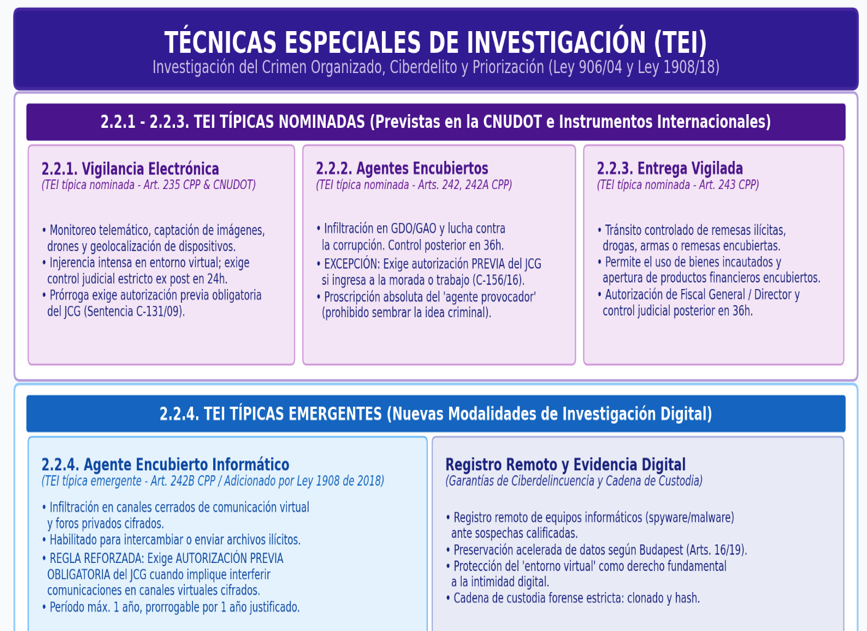 TÉCNICAS ESPECIALES DE INVESTIGACIÓN (TEI)
Investigación del Crimen Organizado, Ciberdelito y Priorización (Ley 906/04 y Ley 1908/18)
2.2.1 - 2.2.3. TEI TÍPICAS NOMINADAS (Previstas en la CNUDOT e Instrumentos Internacionales)
2.2.1. Vigilancia Electrónica
(TEI típica nominada - Art. 235 CPP & CNUDOT)
• Monitoreo telemático, captación de imágenes,
drones y geolocalización de dispositivos.
• Injerencia intensa en entorno virtual; exige
control judicial estricto ex post en 24h.
• Prórroga exige autorización previa obligatoria
del JCG (Sentencia C-131/09).
2.2.2. Agentes Encubiertos
(TEI típica nominada - Arts. 242, 242A CPP)
• Infiltración en GDO/GAO y lucha contra
la corrupción. Control posterior en 36h.
• EXCEPCIÓN: Exige autorización PREVIA del JCG
si ingresa a la morada o trabajo (C-156/16).
• Proscripción absoluta del 'agente provocador'
(prohibido sembrar la idea criminal).
2.2.3. Entrega Vigilada
(TEI típica nominada - Art. 243 CPP)
• Tránsito controlado de remesas ilícitas,
drogas, armas o remesas encubiertas.
• Permite el uso de bienes incautados y
apertura de productos financieros encubiertos.
• Autorización de Fiscal General / Director y
control judicial posterior en 36h.
2.2.4. TEI TÍPICAS EMERGENTES (Nuevas Modalidades de Investigación Digital)
2.2.4. Agente Encubierto Informático
(TEI típica emergente - Art. 242B CPP / Adicionado por Ley 1908 de 2018)
• Infiltración en canales cerrados de comunicación virtual
y foros privados cifrados.
• Habilitado para intercambiar o enviar archivos ilícitos.
• REGLA REFORZADA: Exige AUTORIZACIÓN PREVIA
OBLIGATORIA del JCG cuando implique interferir
comunicaciones en canales virtuales cifrados.
• Período máx. 1 año, prorrogable por 1 año justificado.
Registro Remoto y Evidencia Digital
(Garantías de Ciberdelincuencia y Cadena de Custodia)
• Registro remoto de equipos informáticos (spyware/malware)
ante sospechas calificadas.
• Preservación acelerada de datos según Budapest (Arts. 16/19).
• Protección del 'entorno virtual' como derecho fundamental
a la intimidad digital.
• Cadena de custodia forense estricta: clonado y hash.